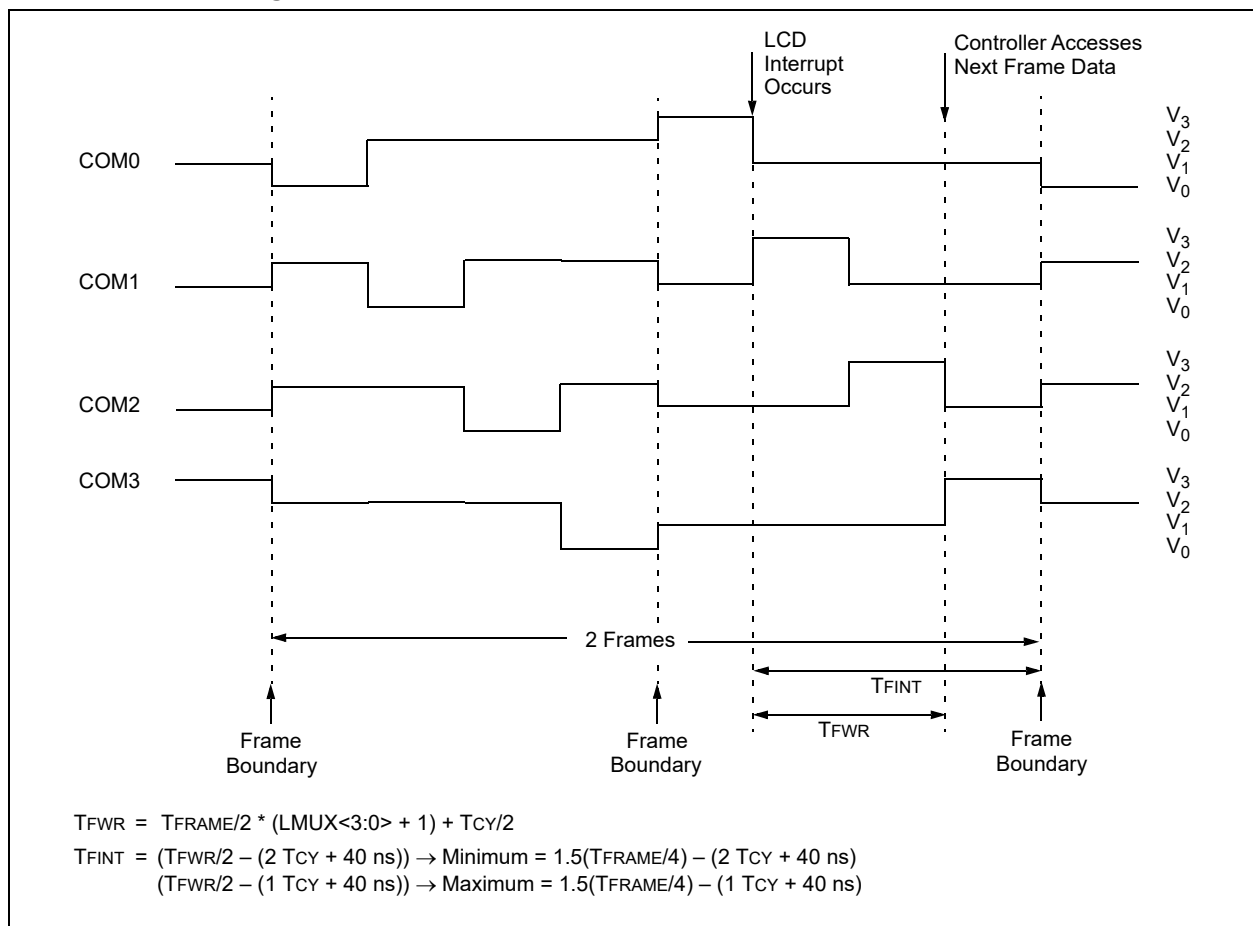 LCD
Interrupt
Occurs
Controller Accesses
Next Frame Data
COM0
V3
V2
V1
V0
COM1
V3
V2
V1
V0
COM2
V3
V2
V1
V0
COM3
V3
V2
V1
V0
2 Frames
TFINT
TFWR
Frame
Boundary
Frame
Boundary
Frame
Boundary
TFWR = TFRAME/2 * (LMUX<3:0> + 1) + TCY/2
TFINT = (TFWR/2 – (2 TCY + 40 ns)) → Minimum = 1.5(TFRAME/4) – (2 TCY + 40 ns)
(TFWR/2 – (1 TCY + 40 ns)) → Maximum = 1.5(TFRAME/4) – (1 TCY + 40 ns)